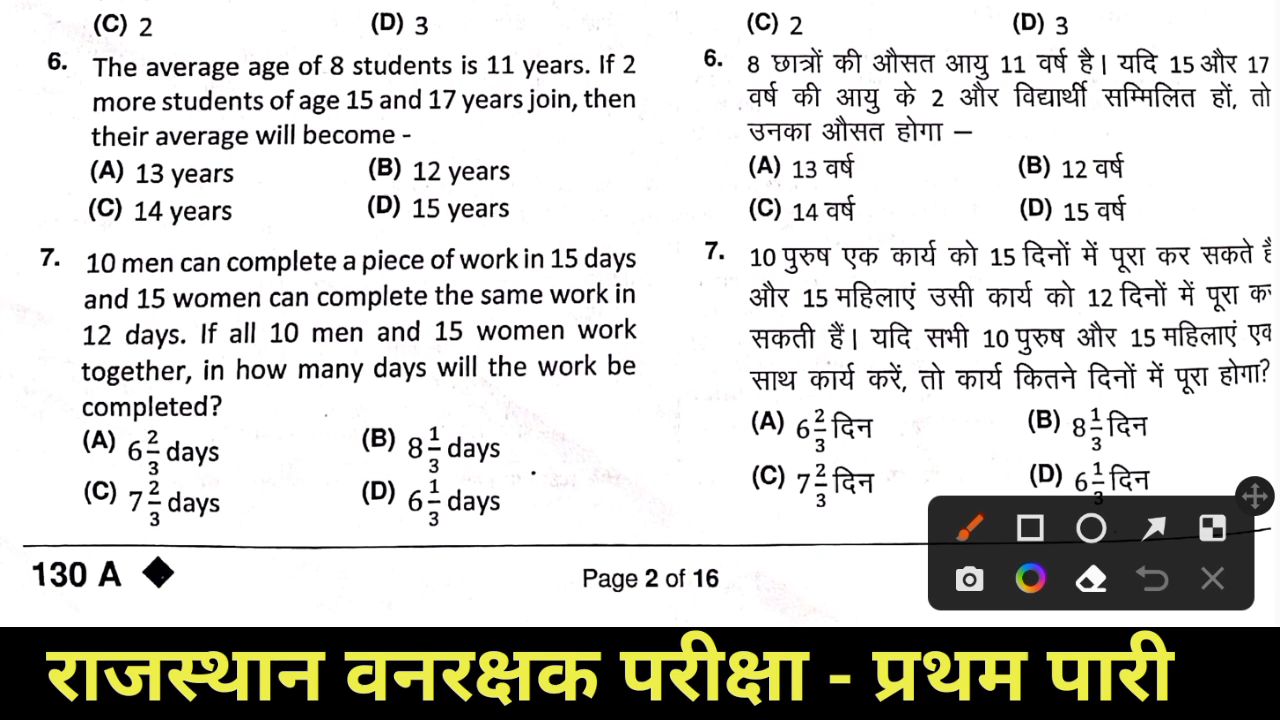 (C) 2 (D) 3
6. The average age of 8 students is 11 years. If 2
more students of age 15 and 17 years join, then
their average will become -
(A) 13 years (B) 12 years
(C) 14 years (D) 15 years
7. 10 men can complete a piece of work in 15 days
and 15 women can complete the same work in
12 days. If all 10 men and 15 women work
together, in how many days will the work be
completed?
(A) 6 2/3 days (B) 8 1/3 days
(C) 7 2/3 days (D) 6 1/3 days
(C) 2 (D) 3
6. 8 छात्रों की औसत आयु 11 वर्ष है। यदि 15 और 17
वर्ष की आयु के 2 और विद्यार्थी सम्मिलित हों, तो
उनका औसत होगा –
(A) 13 वर्ष (B) 12 वर्ष
(C) 14 वर्ष (D) 15 वर्ष
7. 10 पुरुष एक कार्य को 15 दिनों में पूरा कर सकते है
और 15 महिलाएं उसी कार्य को 12 दिनों में पूरा क
सकती हैं। यदि सभी 10 पुरुष और 15 महिलाएं एक
साथ कार्य करें, तो कार्य कितने दिनों में पूरा होगा?
(A) 6 2/3 दिन (B) 8 1/3 दिन
(C) 7 2/3 दिन (D) 6 1/3 दिन
130 A Page 2 of 16
राजस्थान वनरक्षक परीक्षा - प्रथम पारी